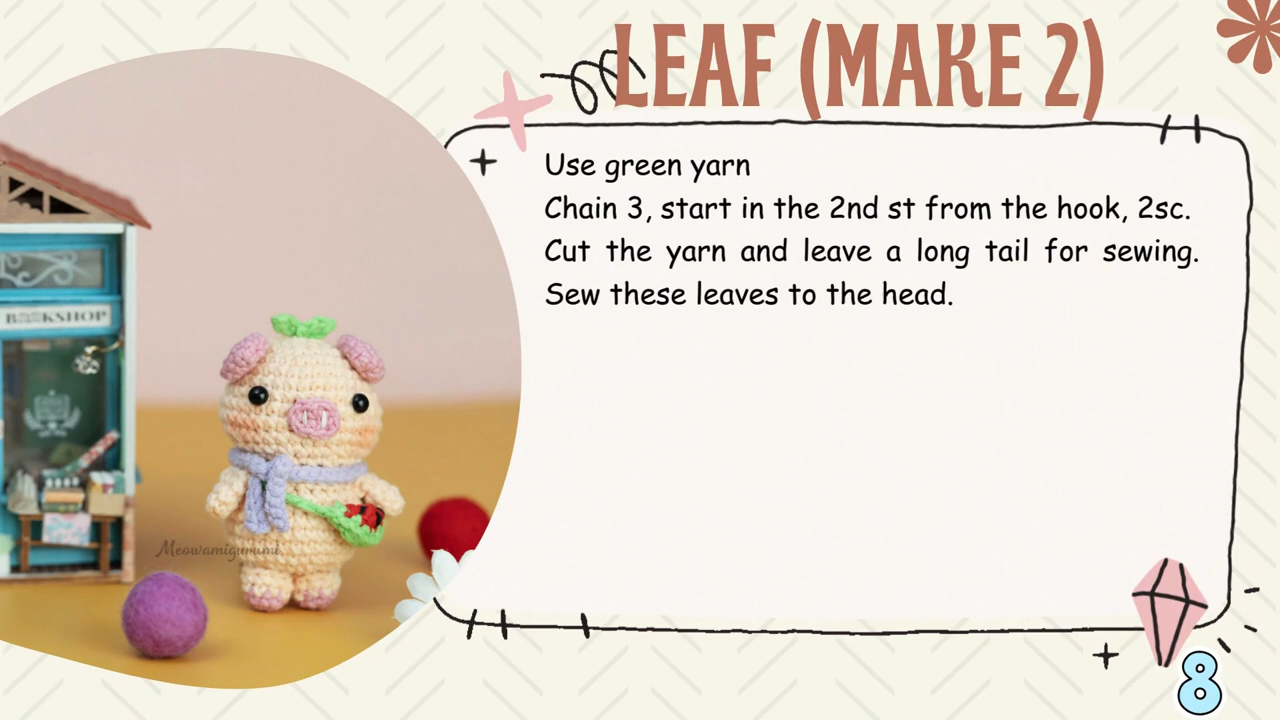 LEAF (MAKE 2)
Use green yarn
Chain 3, start in the 2nd st from the hook, 2sc.
Cut the yarn and leave a long tail for sewing.
Sew these leaves to the head.
BOOKSHOP
Meowamigurumi
8